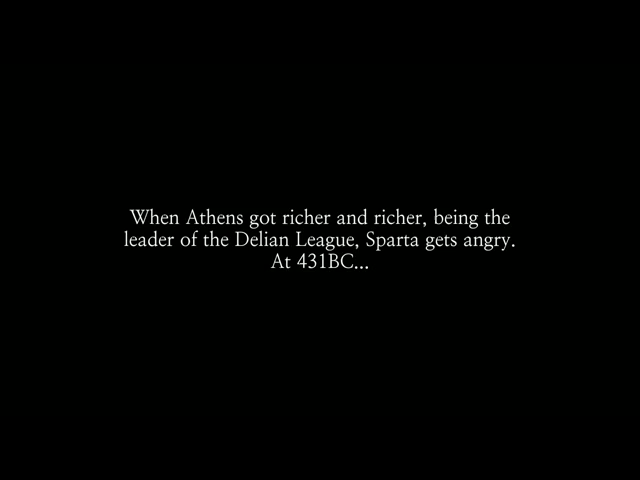 When Athens got richer and richer, being the
leader of the Delian League, Sparta gets angry.
At 431BC...